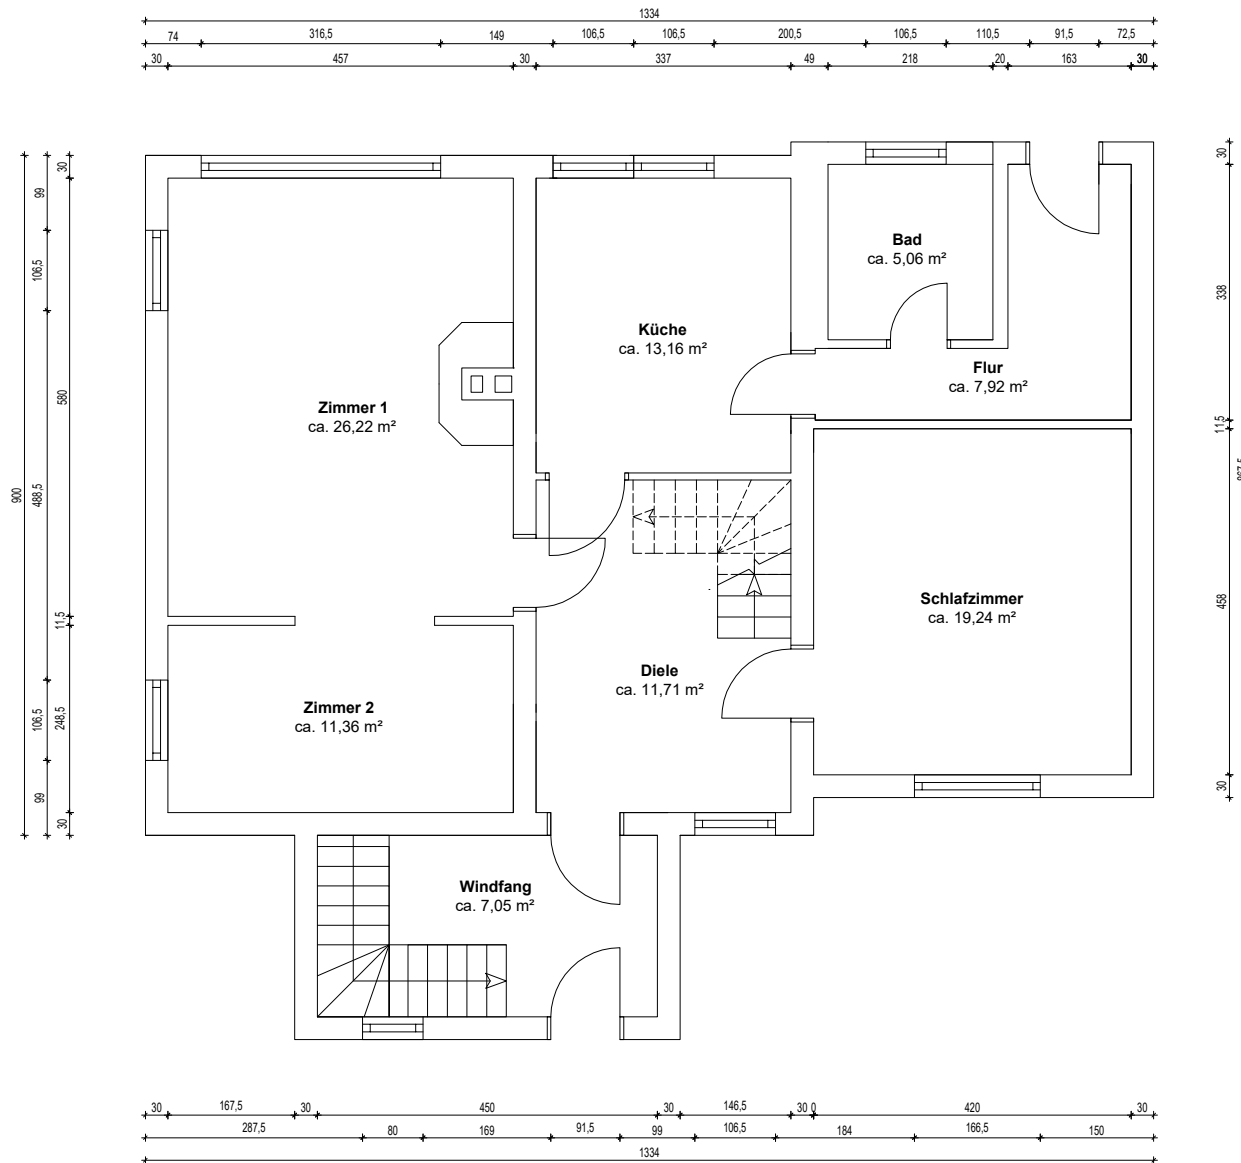 1334
74 316,5 149 106,5 106,5 200,5 106,5 110,5 91,5 72,5
30 457 30 337 49 218 20 163 30
30
99
106,5
580
488,5
900
11,5
106,5
248,5
99
30
30
338
11,5
458
30
Bad
ca. 5,06 m²
Küche
ca. 13,16 m²
Flur
ca. 7,92 m²
Zimmer 1
ca. 26,22 m²
Schlafzimmer
ca. 19,24 m²
Diele
ca. 11,71 m²
Zimmer 2
ca. 11,36 m²
Windfang
ca. 7,05 m²
30 167,5 30 450 30 146,5 30 0 420 30
287,5 80 169 91,5 99 106,5 184 166,5 150
1334